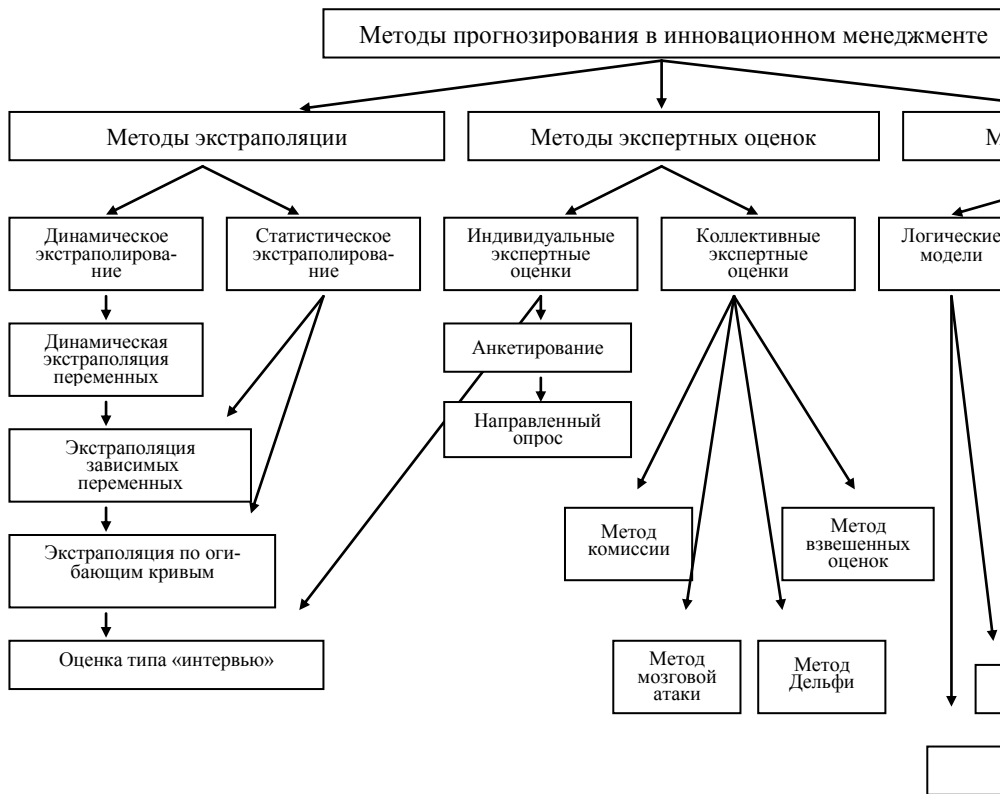 Методы прогнозирования в инновационном менеджменте
Методы экстраполяции
Методы экспертных оценок
М
Динамическое
экстраполирова-
ние
Статистическое
экстраполирова-
ние
Индивидуальные
экспертные
оценки
Коллективные
экспертные
оценки
Логические
модели
Динамическая
экстраполяция
переменных
Анкетирование
Экстраполяция
зависимых
переменных
Направленный
опрос
Экстраполяция по оги-
бающим кривым
Метод
комиссии
Метод
взвешенных
оценок
Оценка типа «интервью»
Метод
мозговой
атаки
Метод
Дельфи